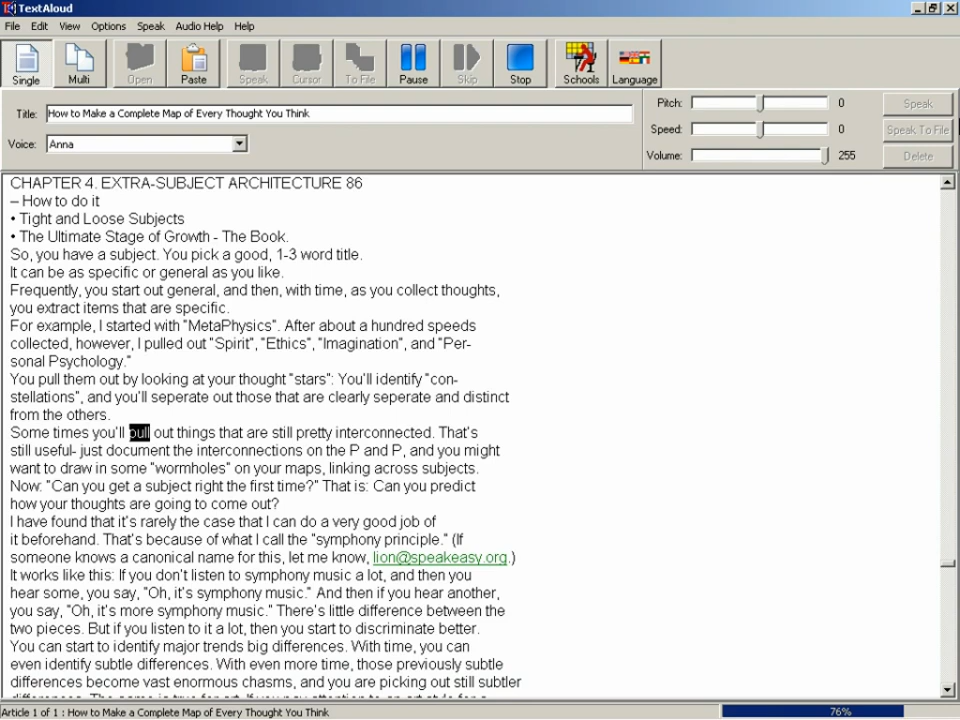 TextAloud
File Edit View Options Speak Audio Help Help
Single Multi Open Paste Speak Cursor To File Pause Skip Stop Schools Language
Title: How to Make a Complete Map of Every Thought You Think
Voice: Anna
Pitch: 0 Speak
Speed: 0 Speak To File
Volume: 255 Delete
CHAPTER 4. EXTRA-SUBJECT ARCHITECTURE 86
– How to do it
• Tight and Loose Subjects
• The Ultimate Stage of Growth - The Book.
So, you have a subject. You pick a good, 1-3 word title.
It can be as specific or general as you like.
Frequently, you start out general, and then, with time, as you collect thoughts,
you extract items that are specific.
For example, I started with "MetaPhysics". After about a hundred speeds
collected, however, I pulled out "Spirit", "Ethics", "Imagination", and "Per-
sonal Psychology."
You pull them out by looking at your thought "stars": You'll identify "con-
stellations", and you'll seperate out those that are clearly seperate and distinct
from the others.
Some times you'll pull out things that are still pretty interconnected. That's
still useful- just document the interconnections on the P and P, and you might
want to draw in some "wormholes" on your maps, linking across subjects.
Now: "Can you get a subject right the first time?" That is: Can you predict
how your thoughts are going to come out?
I have found that it's rarely the case that I can do a very good job of
it beforehand. That's because of what I call the "symphony principle." (If
someone knows a canonical name for this, let me know, lion@speakeasy.org.)
It works like this: If you don't listen to symphony music a lot, and then you
hear some, you say, "Oh, it's symphony music." And then if you hear another,
you say, "Oh, it's more symphony music." There's little difference between the
two pieces. But if you listen to it a lot, then you start to discriminate better.
You can start to identify major trends big differences. With time, you can
even identify subtle differences. With even more time, those previously subtle
differences become vast enormous chasms, and you are picking out still subtler
differences. The same is true for art. If you pay attention to an art style for a
Article 1 of 1 : How to Make a Complete Map of Every Thought You Think 76%